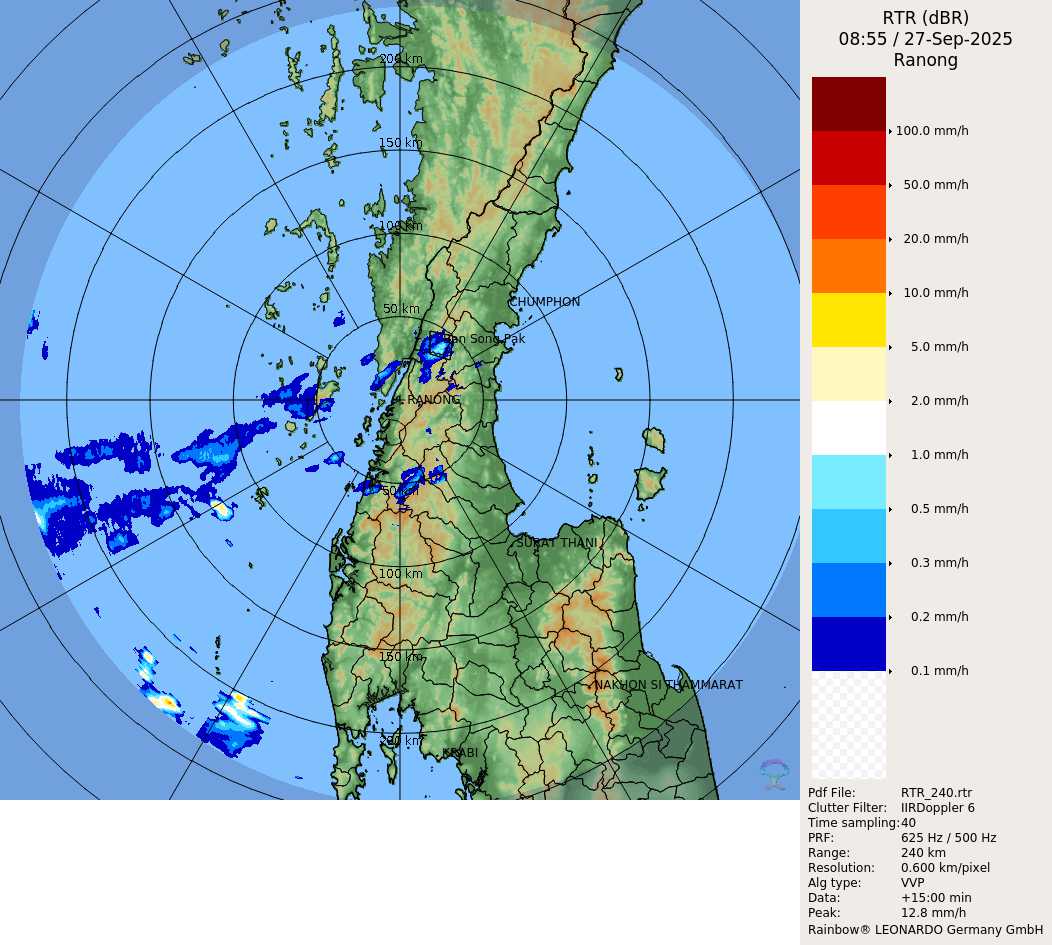 RTR (dBR)
08:55 / 27-Sep-2025
Ranong
200 km
150 km
100 km
50 km
CHUMPHON
Ban Song Pak
RANONG
50 km
SURAT THANI
100 km
150 km
NAKHON SI THAMMARAT
200 km
KRABI
100.0 mm/h
50.0 mm/h
20.0 mm/h
10.0 mm/h
5.0 mm/h
2.0 mm/h
1.0 mm/h
0.5 mm/h
0.3 mm/h
0.2 mm/h
0.1 mm/h
Pdf File: RTR_240.rtr
Clutter Filter: IIRDoppler 6
Time sampling:40
PRF: 625 Hz / 500 Hz
Range: 240 km
Resolution: 0.600 km/pixel
Alg type: VVP
Data: +15:00 min
Peak: 12.8 mm/h
Rainbow® LEONARDO Germany GmbH